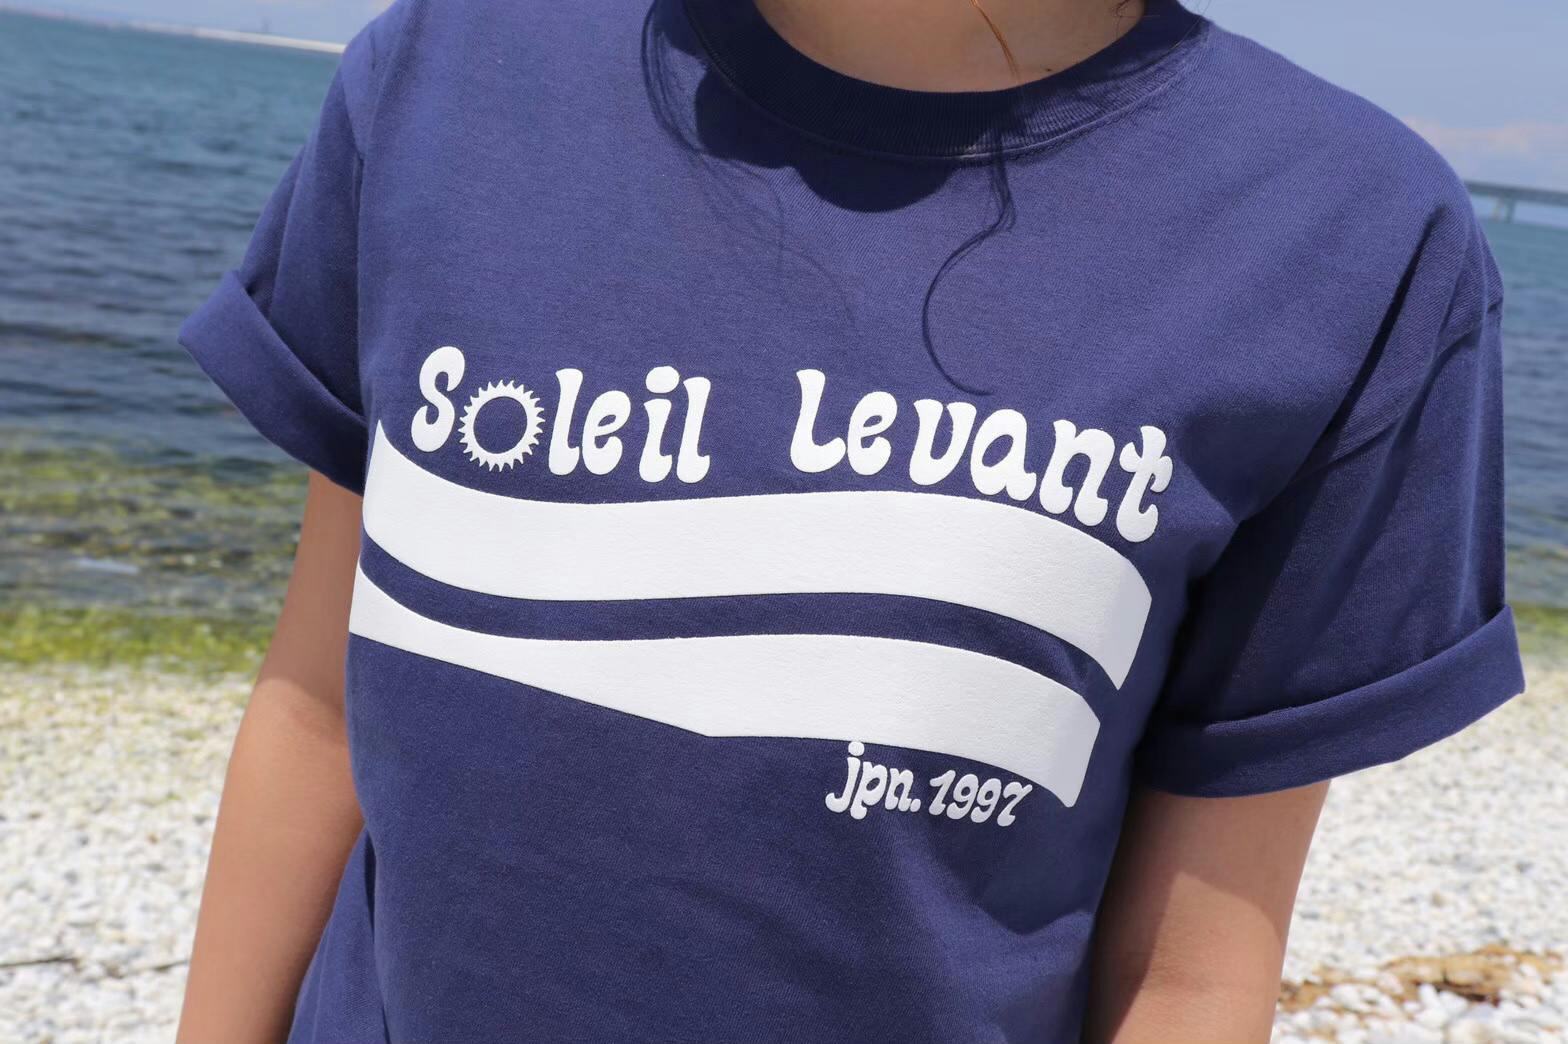 Soleil Levant
jpn. 1997